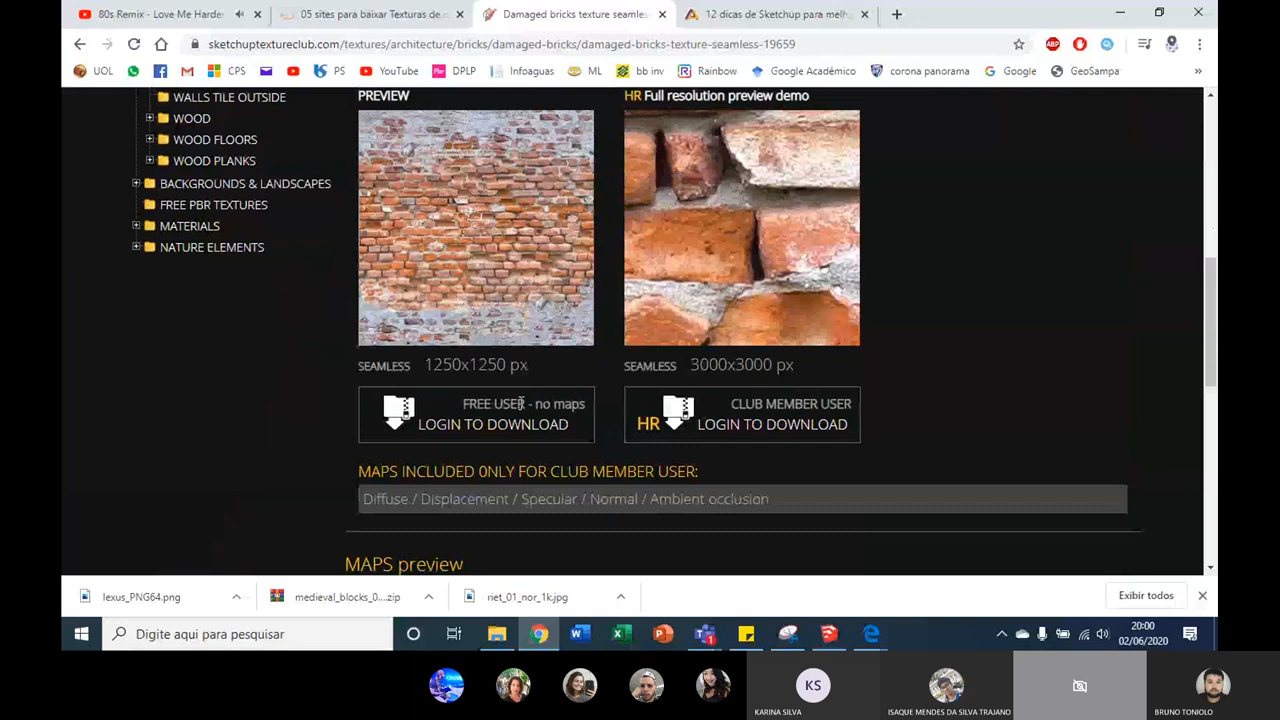 80s Remix - Love Me Harder
05 sites para baixar Texturas de
Damaged bricks texture seamles
12 dicas de Sketchup para melh
sketchuptextureclub.com/textures/architecture/bricks/damaged-bricks/damaged-bricks-texture-seamless-19659
ABP
UOL CPS PS YouTube DPLP Infoaguas ML bb inv Rainbow Google Acadêmico corona panorama Google GeoSampa »
WALLS TILE OUTSIDE
WOOD
WOOD FLOORS
WOOD PLANKS
BACKGROUNDS & LANDSCAPES
FREE PBR TEXTURES
MATERIALS
NATURE ELEMENTS
PREVIEW
HR Full resolution preview demo
SEAMLESS 1250x1250 px
SEAMLESS 3000x3000 px
FREE USER - no maps
LOGIN TO DOWNLOAD
CLUB MEMBER USER
HR LOGIN TO DOWNLOAD
MAPS INCLUDED 0NLY FOR CLUB MEMBER USER:
Diffuse / Displacement / Specular / Normal / Ambient occlusion
MAPS preview
lexus_PNG64.png
medieval_blocks_0....zip
riet_01_nor_1k.jpg
Exibir todos
Digite aqui para pesquisar
20:00
02/06/2020
KS
KARINA SILVA
ISAQUE MENDES DA SILVA TRAJANO
BRUNO TONIOLO